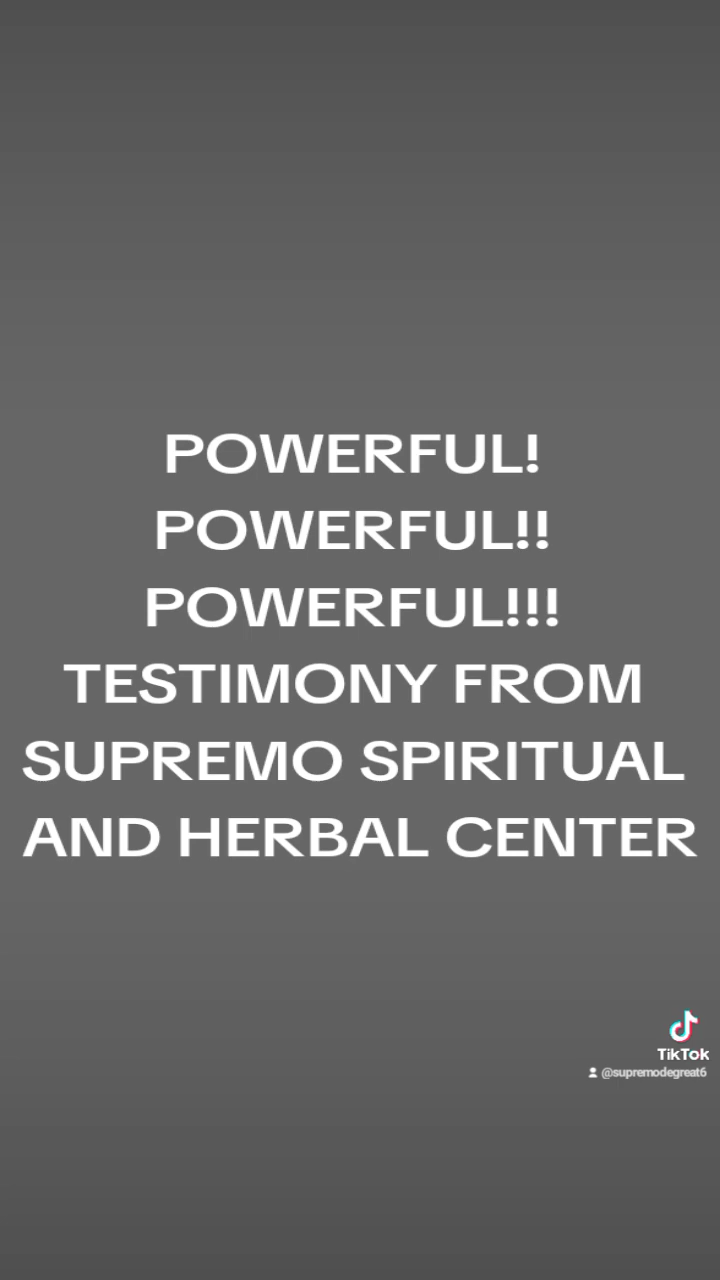 POWERFUL!
POWERFUL!!
POWERFUL!!!
TESTIMONY FROM
SUPREMO SPIRITUAL
AND HERBAL CENTER
TikTok
@supremodegreat6